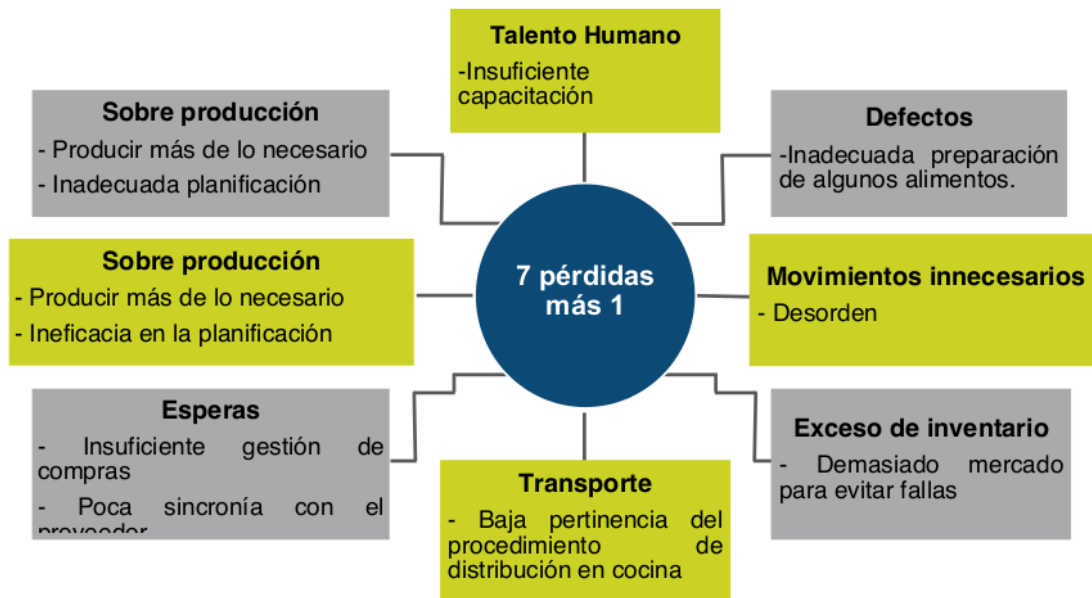 Talento Humano
-Insuficiente
capacitación
Sobre producción
- Producir más de lo necesario
- Inadecuada planificación
Defectos
-Inadecuada preparación
de algunos alimentos.
7 pérdidas
más 1
Sobre producción
- Producir más de lo necesario
- Ineficacia en la planificación
Movimientos innecesarios
- Desorden
Esperas
- Insuficiente gestión de
compras
- Poca sincronía con el
proveedor
Transporte
- Baja pertinencia del
procedimiento de
distribución en cocina
Exceso de inventario
- Demasiado mercado
para evitar fallas